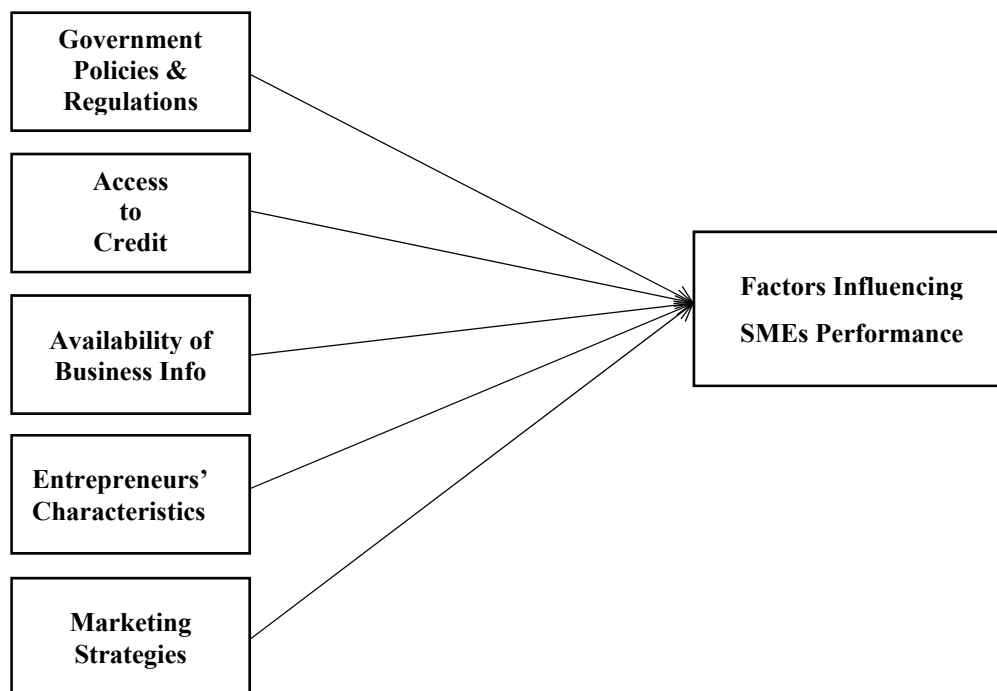 Government
Policies &
Regulations
Access
to
Credit
Availability of
Business Info
Entrepreneurs’
Characteristics
Marketing
Strategies
Factors Influencing
SMEs Performance